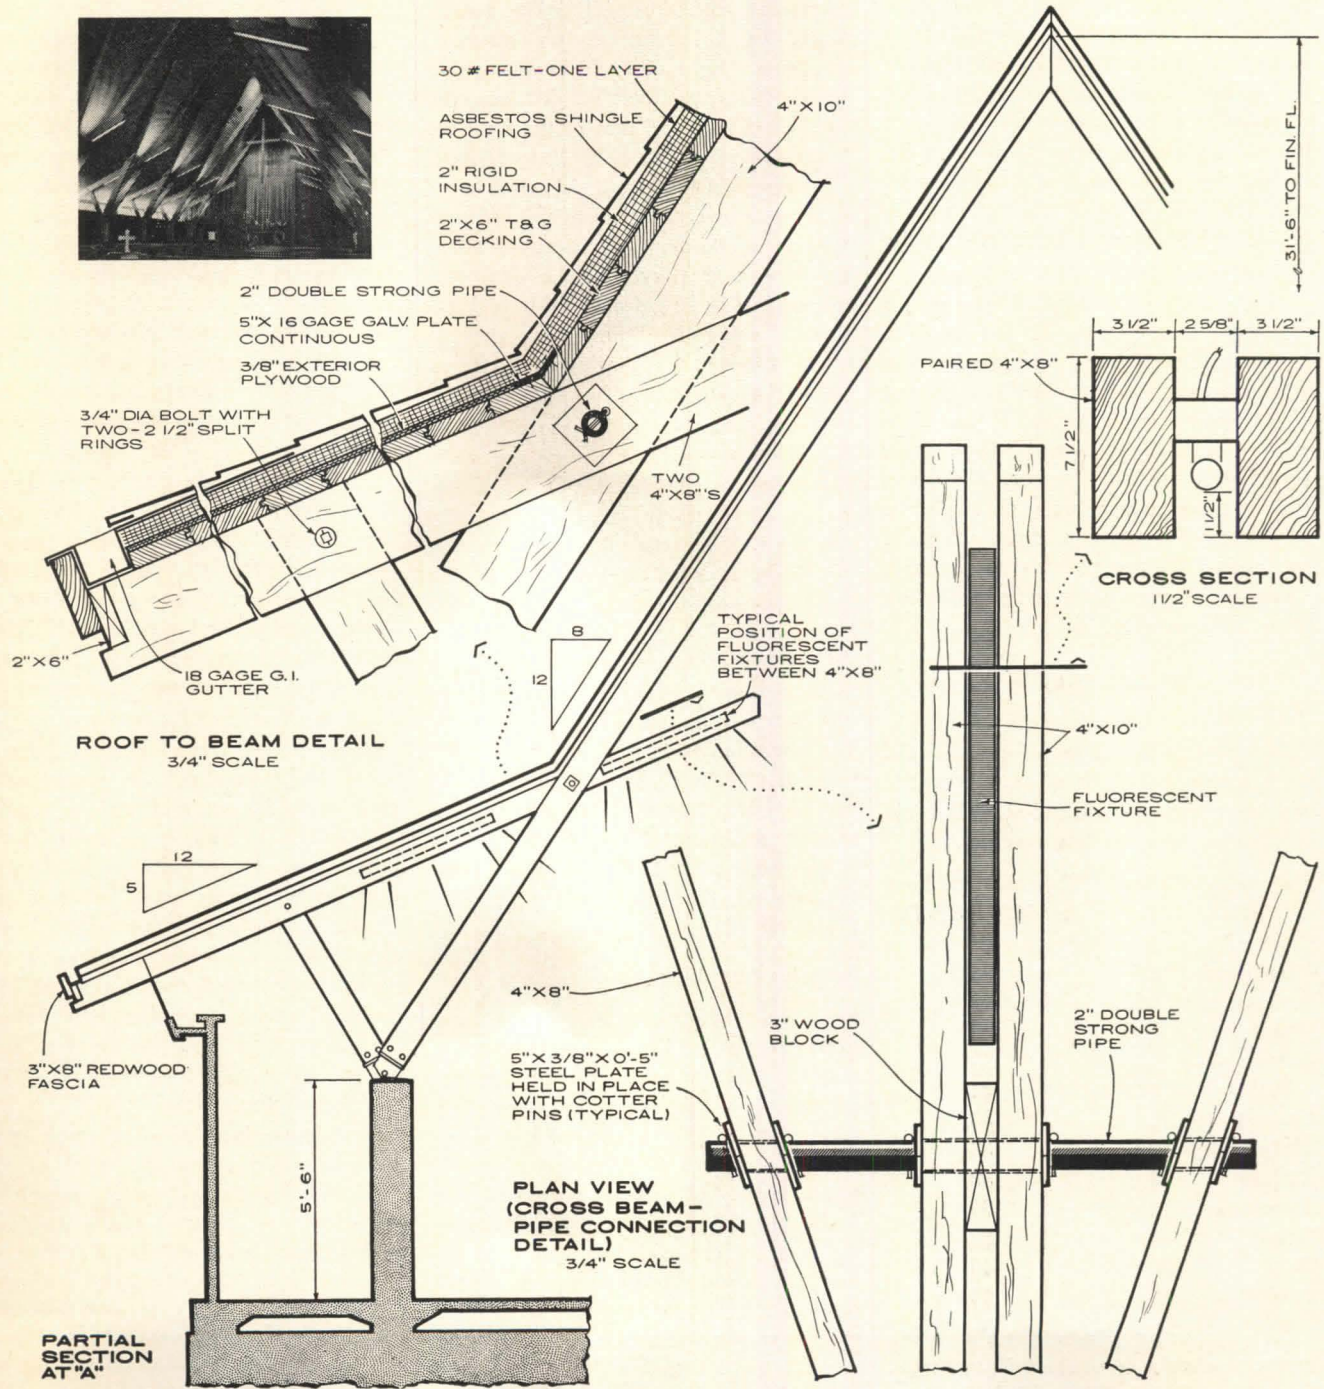 30 # FELT-ONE LAYER
ASBESTOS SHINGLE
ROOFING
2" RIGID
INSULATION
2"X6" T&G
DECKING
4"X10"
2" DOUBLE STRONG PIPE
5"X 16 GAGE GALV. PLATE
CONTINUOUS
3/8" EXTERIOR
PLYWOOD
3/4" DIA BOLT WITH
TWO-2 1/2" SPLIT
RINGS
TWO
4"X8"'S
2"X6"
18 GAGE G.I.
GUTTER
ROOF TO BEAM DETAIL
3/4" SCALE
31'-6" TO FIN. FL.
3 1/2"
2 5/8"
3 1/2"
PAIRED 4"X8"
7 1/2"
1 1/2"
CROSS SECTION
1 1/2" SCALE
8
12
TYPICAL
POSITION OF
FLUORESCENT
FIXTURES
BETWEEN 4"X8"
12
5
4"X10"
FLUORESCENT
FIXTURE
4"X8"
3" WOOD
BLOCK
2" DOUBLE
STRONG
PIPE
5"X 3/8"X 0'-5"
STEEL PLATE
HELD IN PLACE
WITH COTTER
PINS (TYPICAL)
3"X8" REDWOOD
FASCIA
5'-6"
PLAN VIEW
(CROSS BEAM-
PIPE CONNECTION
DETAIL)
3/4" SCALE
PARTIAL
SECTION
AT "A"